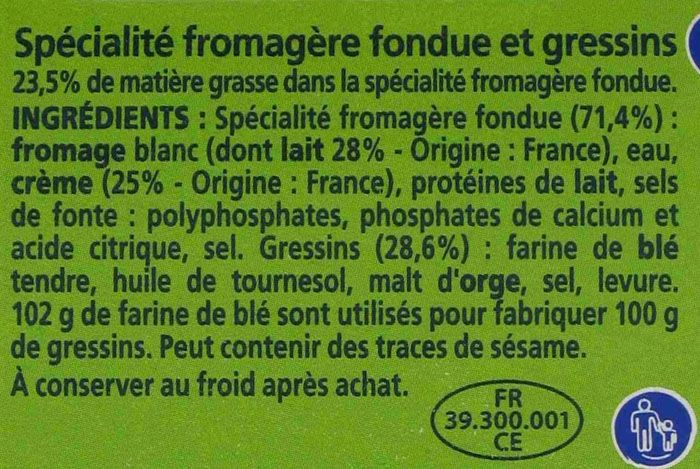 Spécialité fromagère fondue et gressins
23,5% de matière grasse dans la spécialité fromagère fondue.
INGRÉDIENTS : Spécialité fromagère fondue (71,4%) :
fromage blanc (dont lait 28% - Origine : France), eau,
crème (25% - Origine : France), protéines de lait, sels
de fonte : polyphosphates, phosphates de calcium et
acide citrique, sel. Gressins (28,6%) : farine de blé
tendre, huile de tournesol, malt d'orge, sel, levure.
102 g de farine de blé sont utilisés pour fabriquer 100 g
de gressins. Peut contenir des traces de sésame.
À conserver au froid après achat.
FR
39.300.001
CE